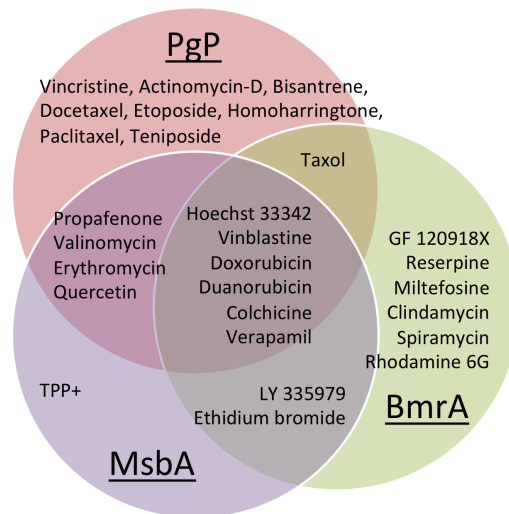 PgP
Vincristine, Actinomycin-D, Bisantrene,
Docetaxel, Etoposide, Homoharringtone,
Paclitaxel, Teniposide
Taxol
Propafenone
Valinomycin
Erythromycin
Quercetin
Hoechst 33342
Vinblastine
Doxorubicin
Duanorubicin
Colchicine
Verapamil
GF 120918X
Reserpine
Miltefosine
Clindamycin
Spiramycin
Rhodamine 6G
TPP+
LY 335979
Ethidium bromide
BmrA
MsbA